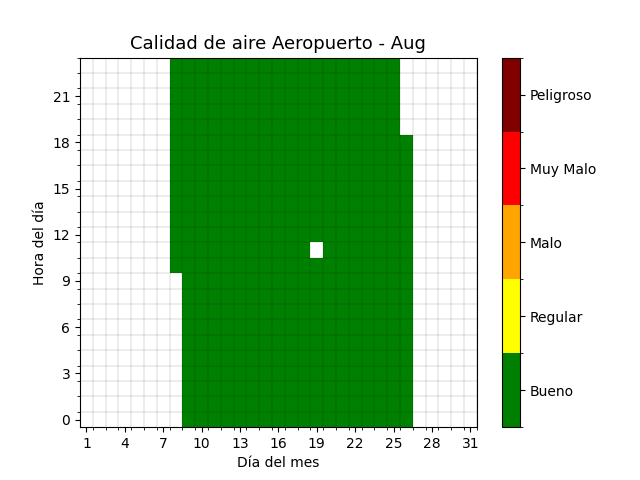 Calidad de aire Aeropuerto - Aug
Hora del día
21
18
15
12
9
6
3
0
1 4 7 10 13 16 19 22 25 28 31
Día del mes
Peligroso
Muy Malo
Malo
Regular
Bueno